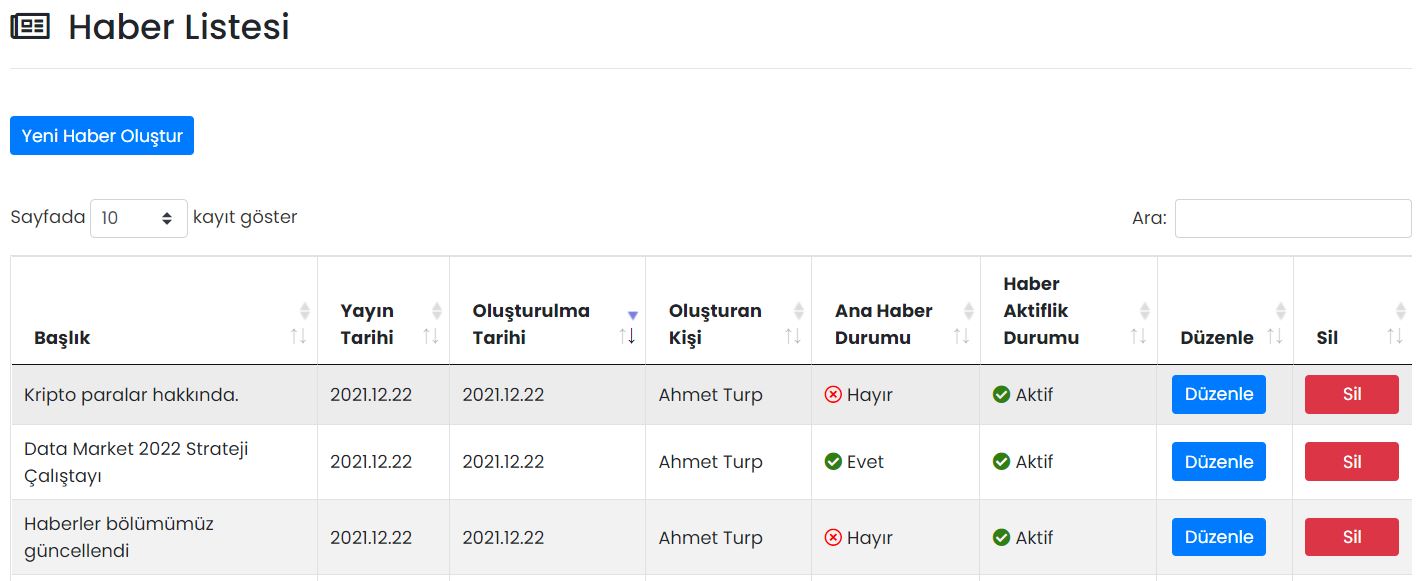 Haber Listesi
Yeni Haber Oluştur
Sayfada 10 kayıt göster
Ara:
Başlık
Yayın
Tarihi
Oluşturulma
Tarihi
Oluşturan
Kişi
Ana Haber
Durumu
Haber
Aktiflik
Durumu
Düzenle
Sil
Kripto paralar hakkında. 2021.12.22 2021.12.22 Ahmet Turp Hayır Aktif Düzenle Sil
Data Market 2022 Strateji
Çalıştayı
2021.12.22 2021.12.22 Ahmet Turp Evet Aktif Düzenle Sil
Haberler bölümümüz
güncellendi
2021.12.22 2021.12.22 Ahmet Turp Hayır Aktif Düzenle Sil